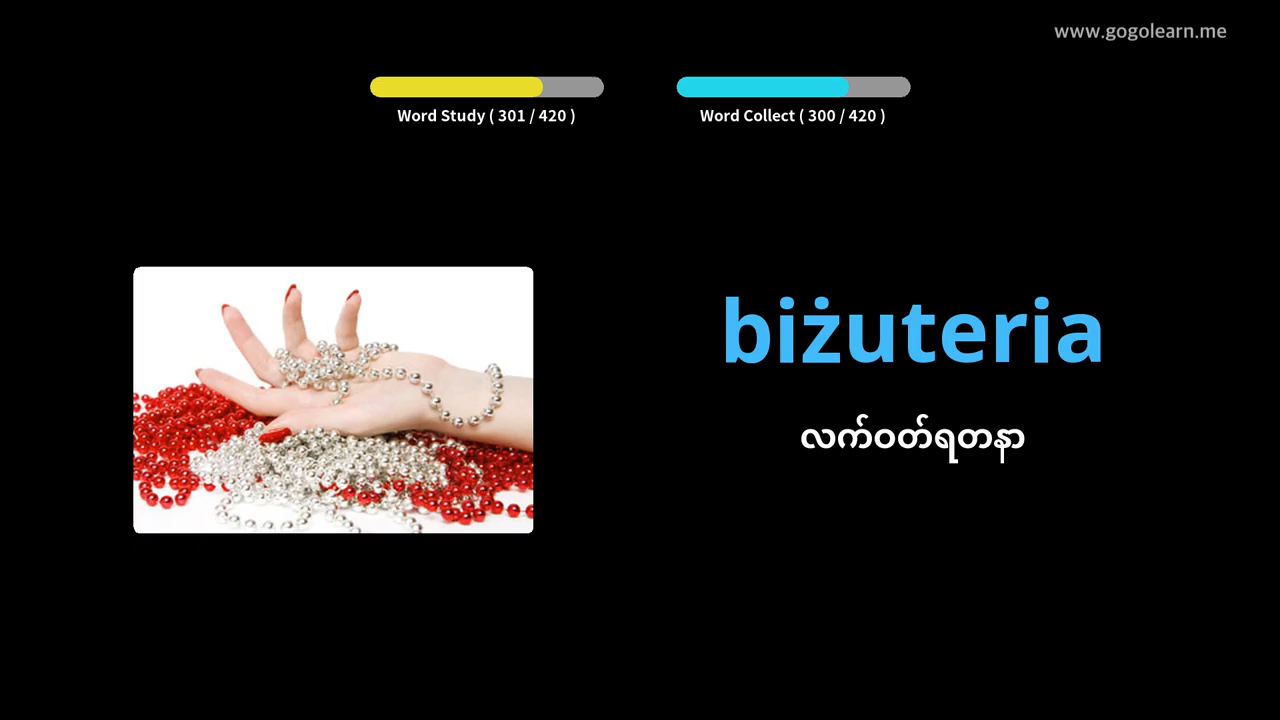 www.gogolearn.me
Word Study ( 301 / 420 )
Word Collect ( 300 / 420 )
biżuteria
လက်ဝတ်ရတနာ